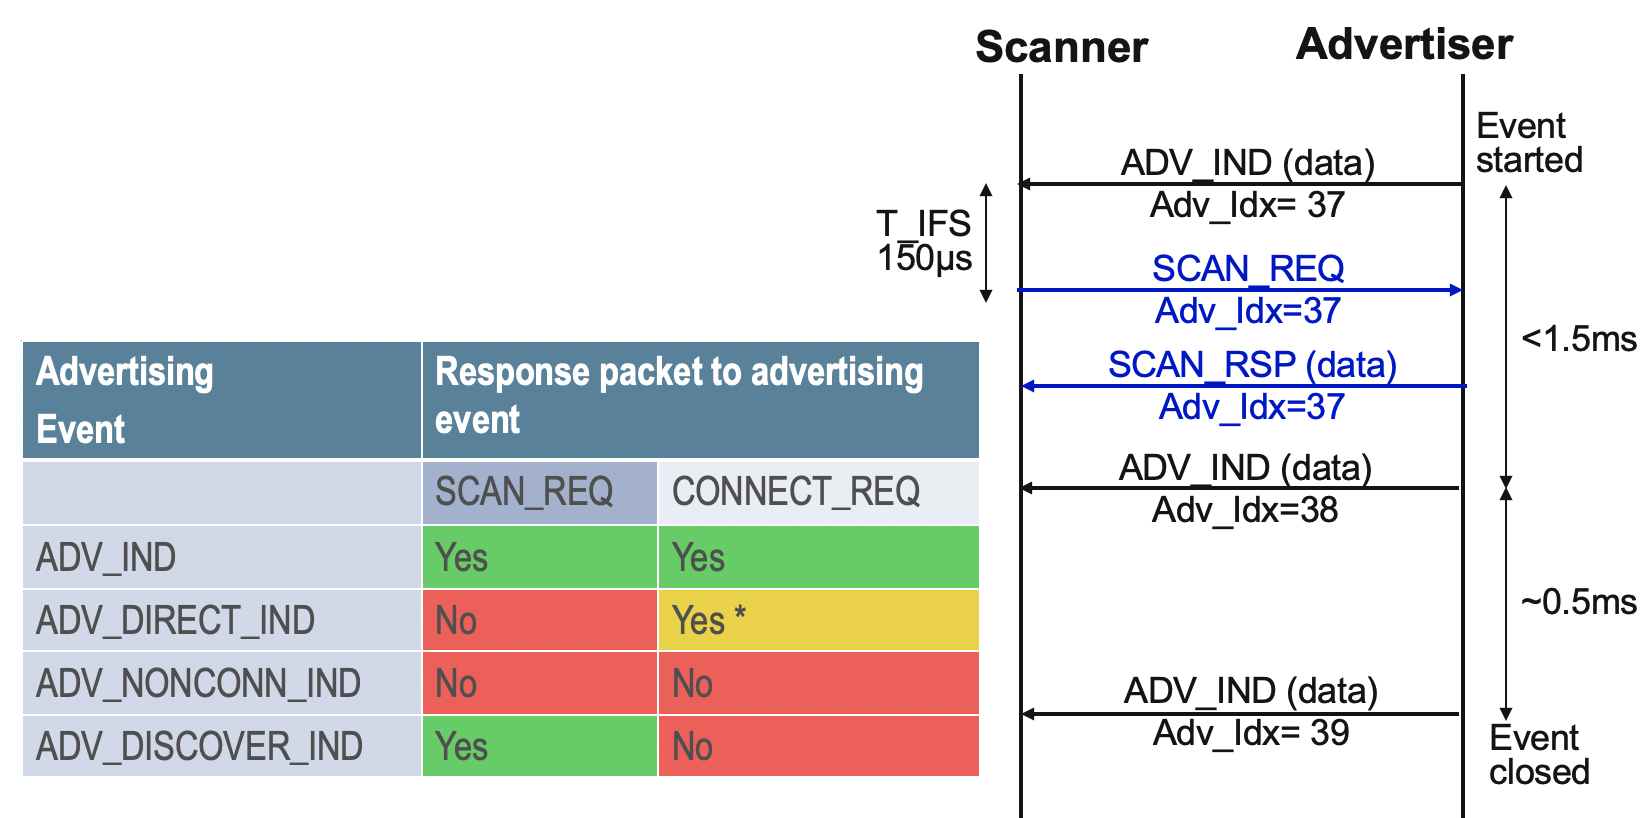 Scanner
Advertiser
Event
started
ADV_IND (data)
Adv_Idx= 37
T_IFS
150µs
SCAN_REQ
Adv_Idx=37
<1.5ms
SCAN_RSP (data)
Adv_Idx=37
ADV_IND (data)
Adv_Idx=38
~0.5ms
ADV_IND (data)
Adv_Idx= 39
Event
closed
Advertising
Event
Response packet to advertising
event
SCAN_REQ CONNECT_REQ
ADV_IND Yes Yes
ADV_DIRECT_IND No Yes *
ADV_NONCONN_IND No No
ADV_DISCOVER_IND Yes No